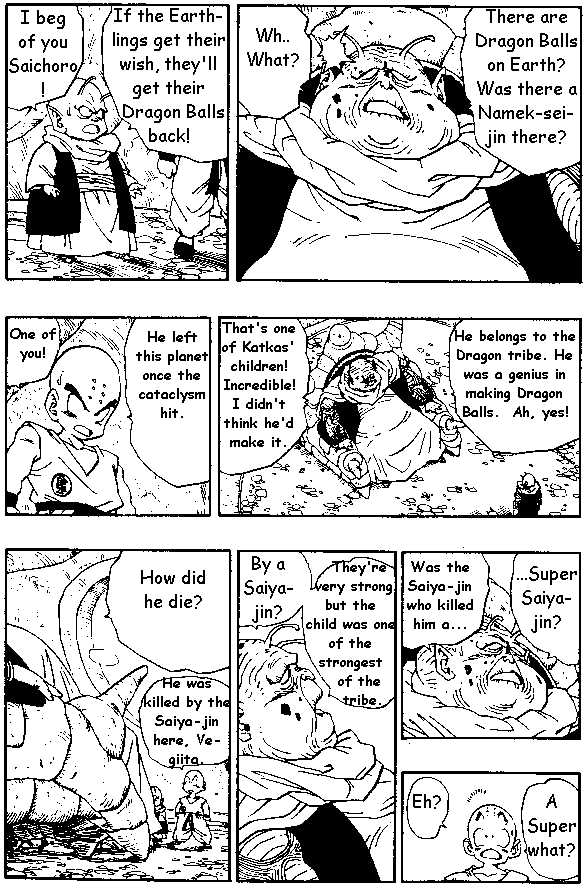 I beg
of you
Saichoro
!
If the Earth-
lings get their
wish, they'll
get their
Dragon Balls
back!
Wh..
What?
There are
Dragon Balls
on Earth?
Was there a
Namek-sei-
jin there?
One of
you!
He left
this planet
once the
cataclysm
hit.
That's one
of Katkas'
children!
Incredible!
I didn't
think he'd
make it.
He belongs to the
Dragon tribe. He
was a genius in
making Dragon
Balls. Ah, yes!
How did
he die?
He was
killed by the
Saiya-jin
here, Ve-
giita.
By a
Saiya-
jin?
They're
very strong
but the
child was one
of the
strongest
of the
tribe.
Was the
Saiya-jin
who killed
him a...
...Super
Saiya-
jin?
Eh?
A
Super
what?